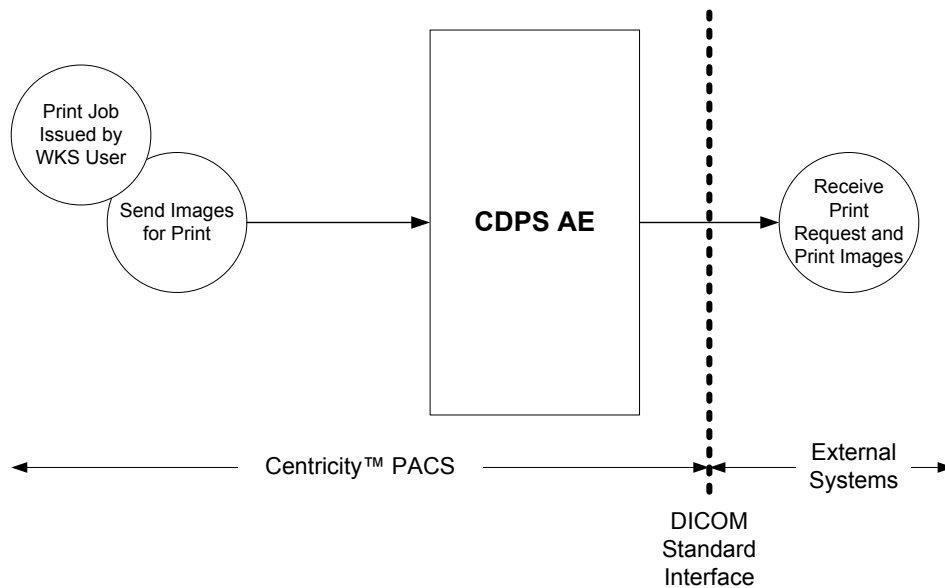 Print Job
Issued by
WKS User
Send Images
for Print
CDPS AE
Receive
Print
Request and
Print Images
Centricity™ PACS
External
Systems
DICOM
Standard
Interface